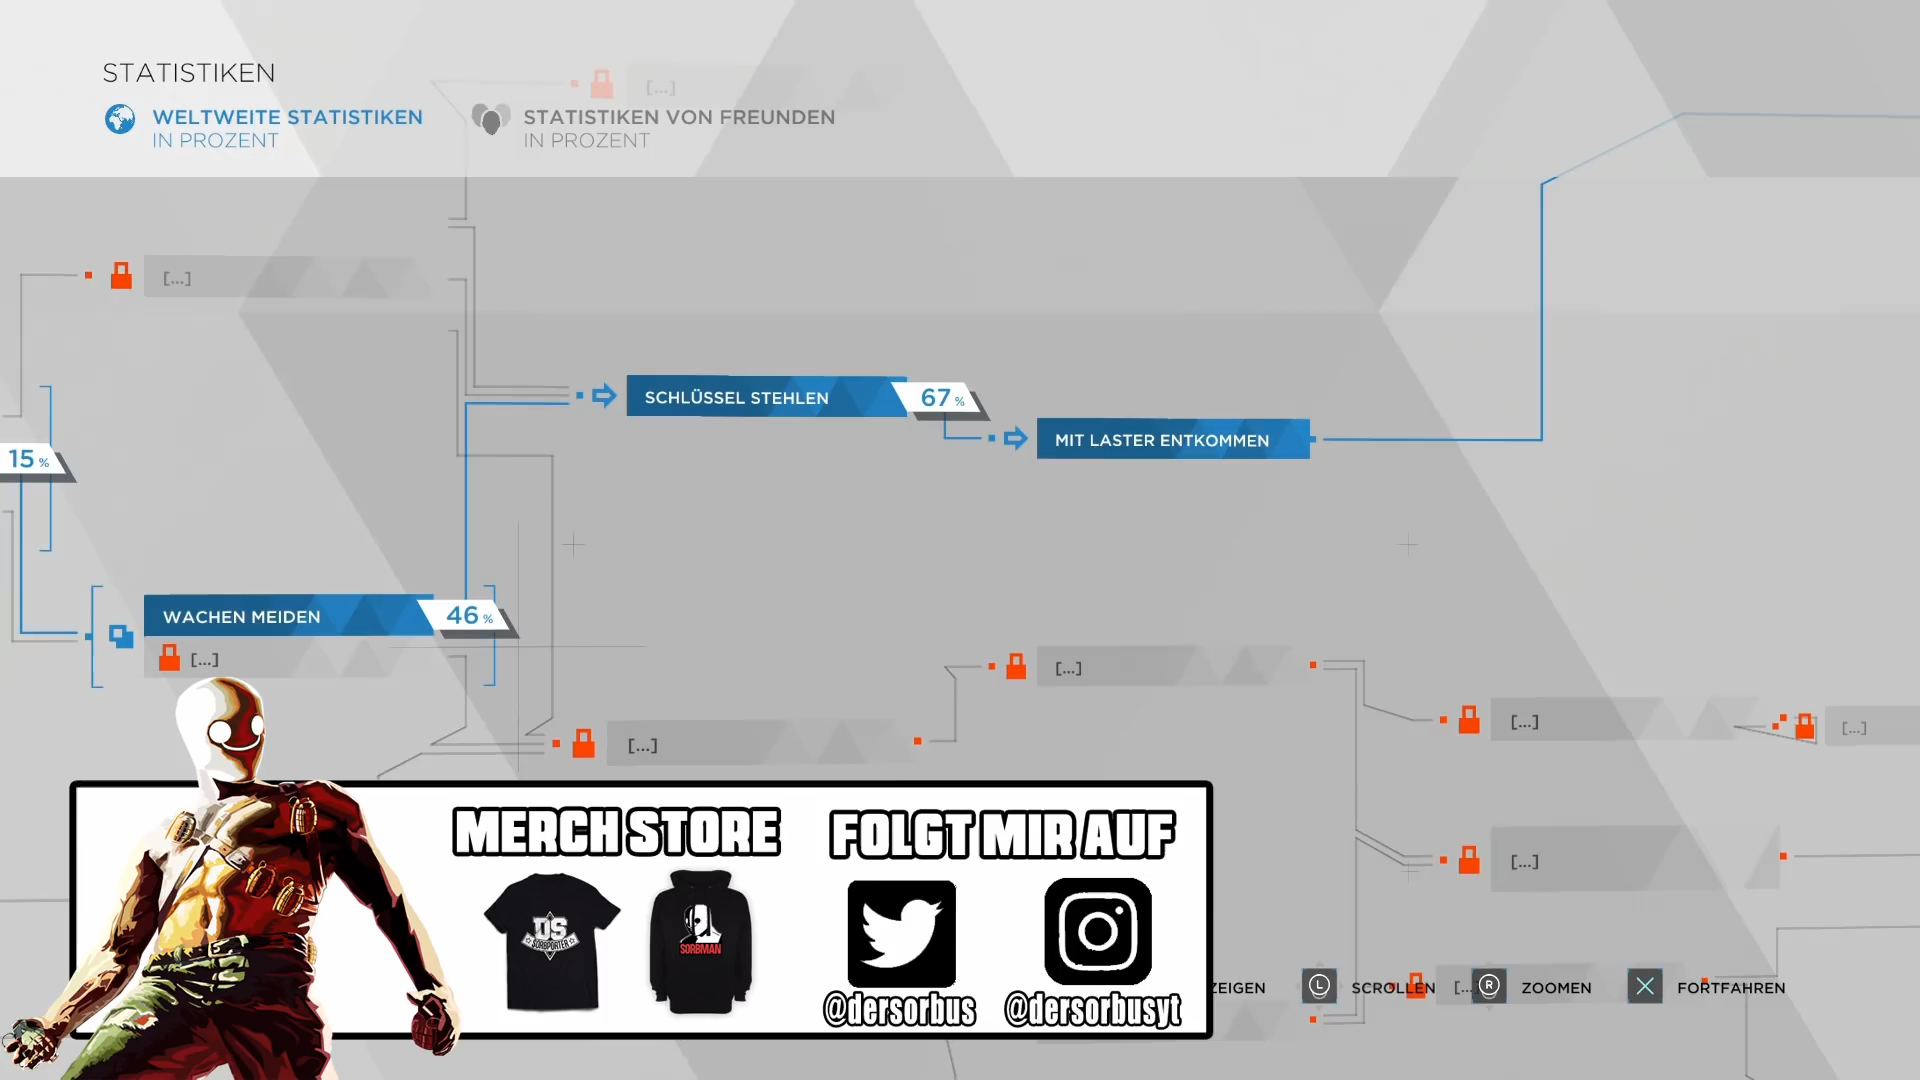 STATISTIKEN
WELTWEITE STATISTIKEN
IN PROZENT
STATISTIKEN VON FREUNDEN
IN PROZENT
[...]
[...]
SCHLÜSSEL STEHLEN
67 %
MIT LASTER ENTKOMMEN
15 %
WACHEN MEIDEN
46 %
[...]
[...]
[...]
[...]
[...]
[...]
MERCH STORE
FOLGT MIR AUF
DS
SORBPORTER
SORBMAN
@dersorbus
@dersorbusyt
ZEIGEN
L
SCROLLEN
[...]
R
ZOOMEN
FORTFAHREN